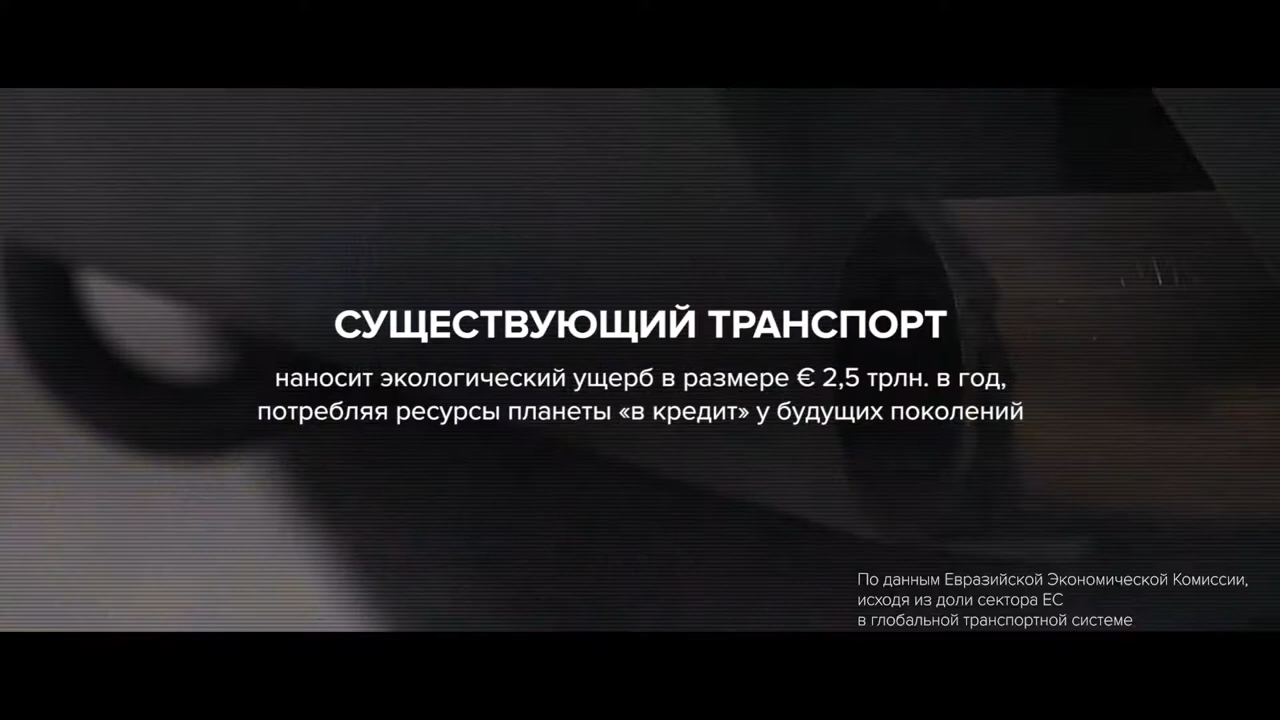 СУЩЕСТВУЮЩИЙ ТРАНСПОРТ
наносит экологический ущерб в размере € 2,5 трлн. в год,
потребляя ресурсы планеты «в кредит» у будущих поколений
По данным Евразийской Экономической Комиссии,
исходя из доли сектора ЕС
в глобальной транспортной системе